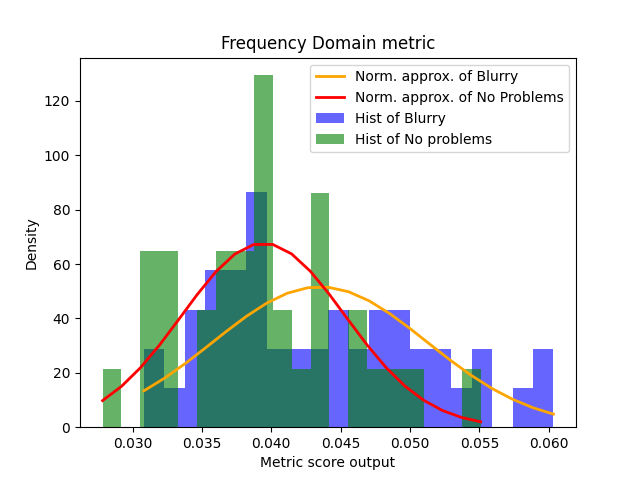 Frequency Domain metric
Norm. approx. of Blurry
Norm. approx. of No Problems
Hist of Blurry
Hist of No problems
120
100
80
60
40
20
0
Density
0.030 0.035 0.040 0.045 0.050 0.055 0.060
Metric score output